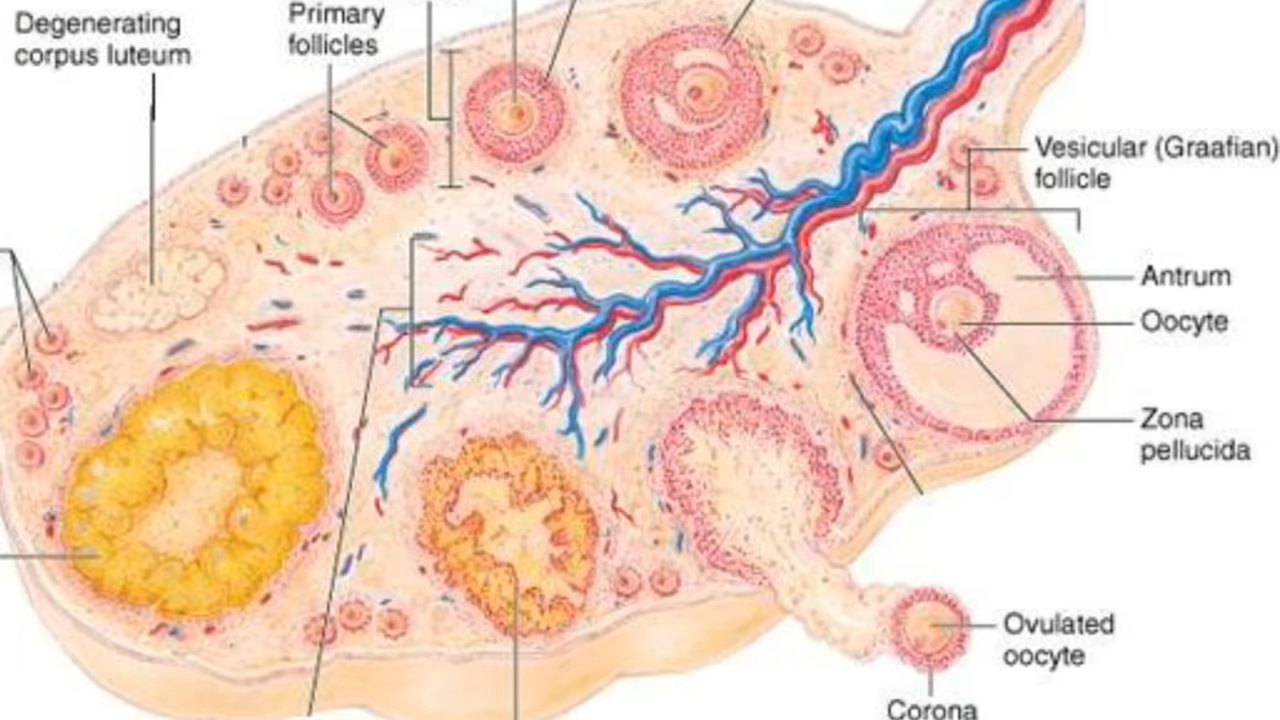 Degenerating
corpus luteum
Primary
follicles
Vesicular (Graafian)
follicle
Antrum
Oocyte
Zona
pellucida
Ovulated
oocyte
Corona